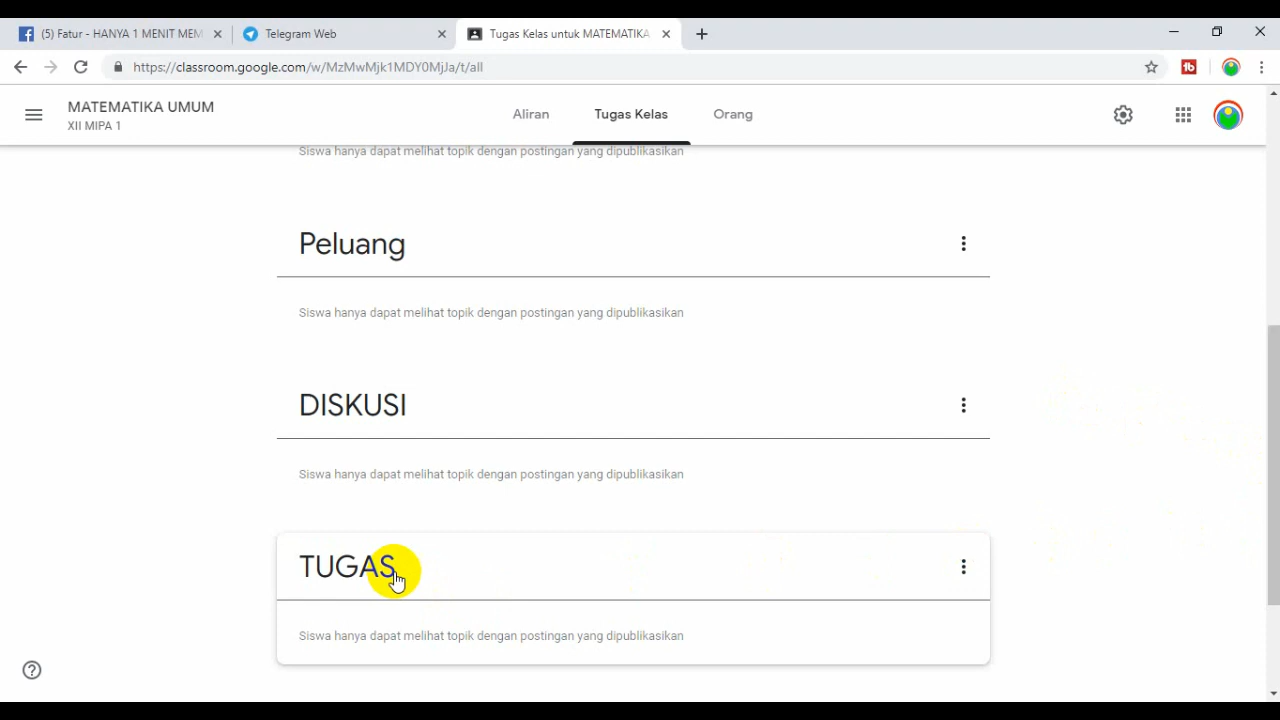 (5) Fatur - HANYA 1 MENIT MEM
Telegram Web
Tugas Kelas untuk MATEMATIKA
https://classroom.google.com/w/MzMwMjk1MDY0MjJa/t/all
MATEMATIKA UMUM
XII MIPA 1
Aliran
Tugas Kelas
Orang
Siswa hanya dapat melihat topik dengan postingan yang dipublikasikan
Peluang
Siswa hanya dapat melihat topik dengan postingan yang dipublikasikan
DISKUSI
Siswa hanya dapat melihat topik dengan postingan yang dipublikasikan
TUGAS
Siswa hanya dapat melihat topik dengan postingan yang dipublikasikan